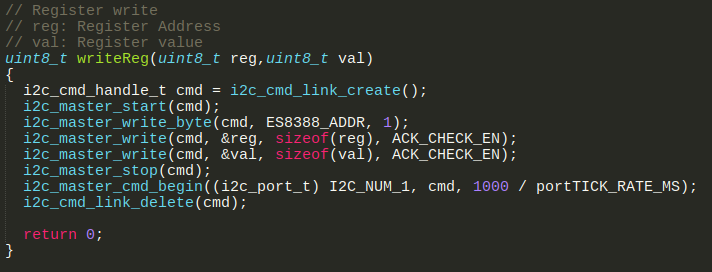 // Register write
// reg: Register Address
// val: Register value
uint8_t writeReg(uint8_t reg,uint8_t val)
{
  i2c_cmd_handle_t cmd = i2c_cmd_link_create();
  i2c_master_start(cmd);
  i2c_master_write_byte(cmd, ES8388_ADDR, 1);
  i2c_master_write(cmd, &reg, sizeof(reg), ACK_CHECK_EN);
  i2c_master_write(cmd, &val, sizeof(val), ACK_CHECK_EN);
  i2c_master_stop(cmd);
  i2c_master_cmd_begin((i2c_port_t) I2C_NUM_1, cmd, 1000 / portTICK_RATE_MS);
  i2c_cmd_link_delete(cmd);

  return 0;
}